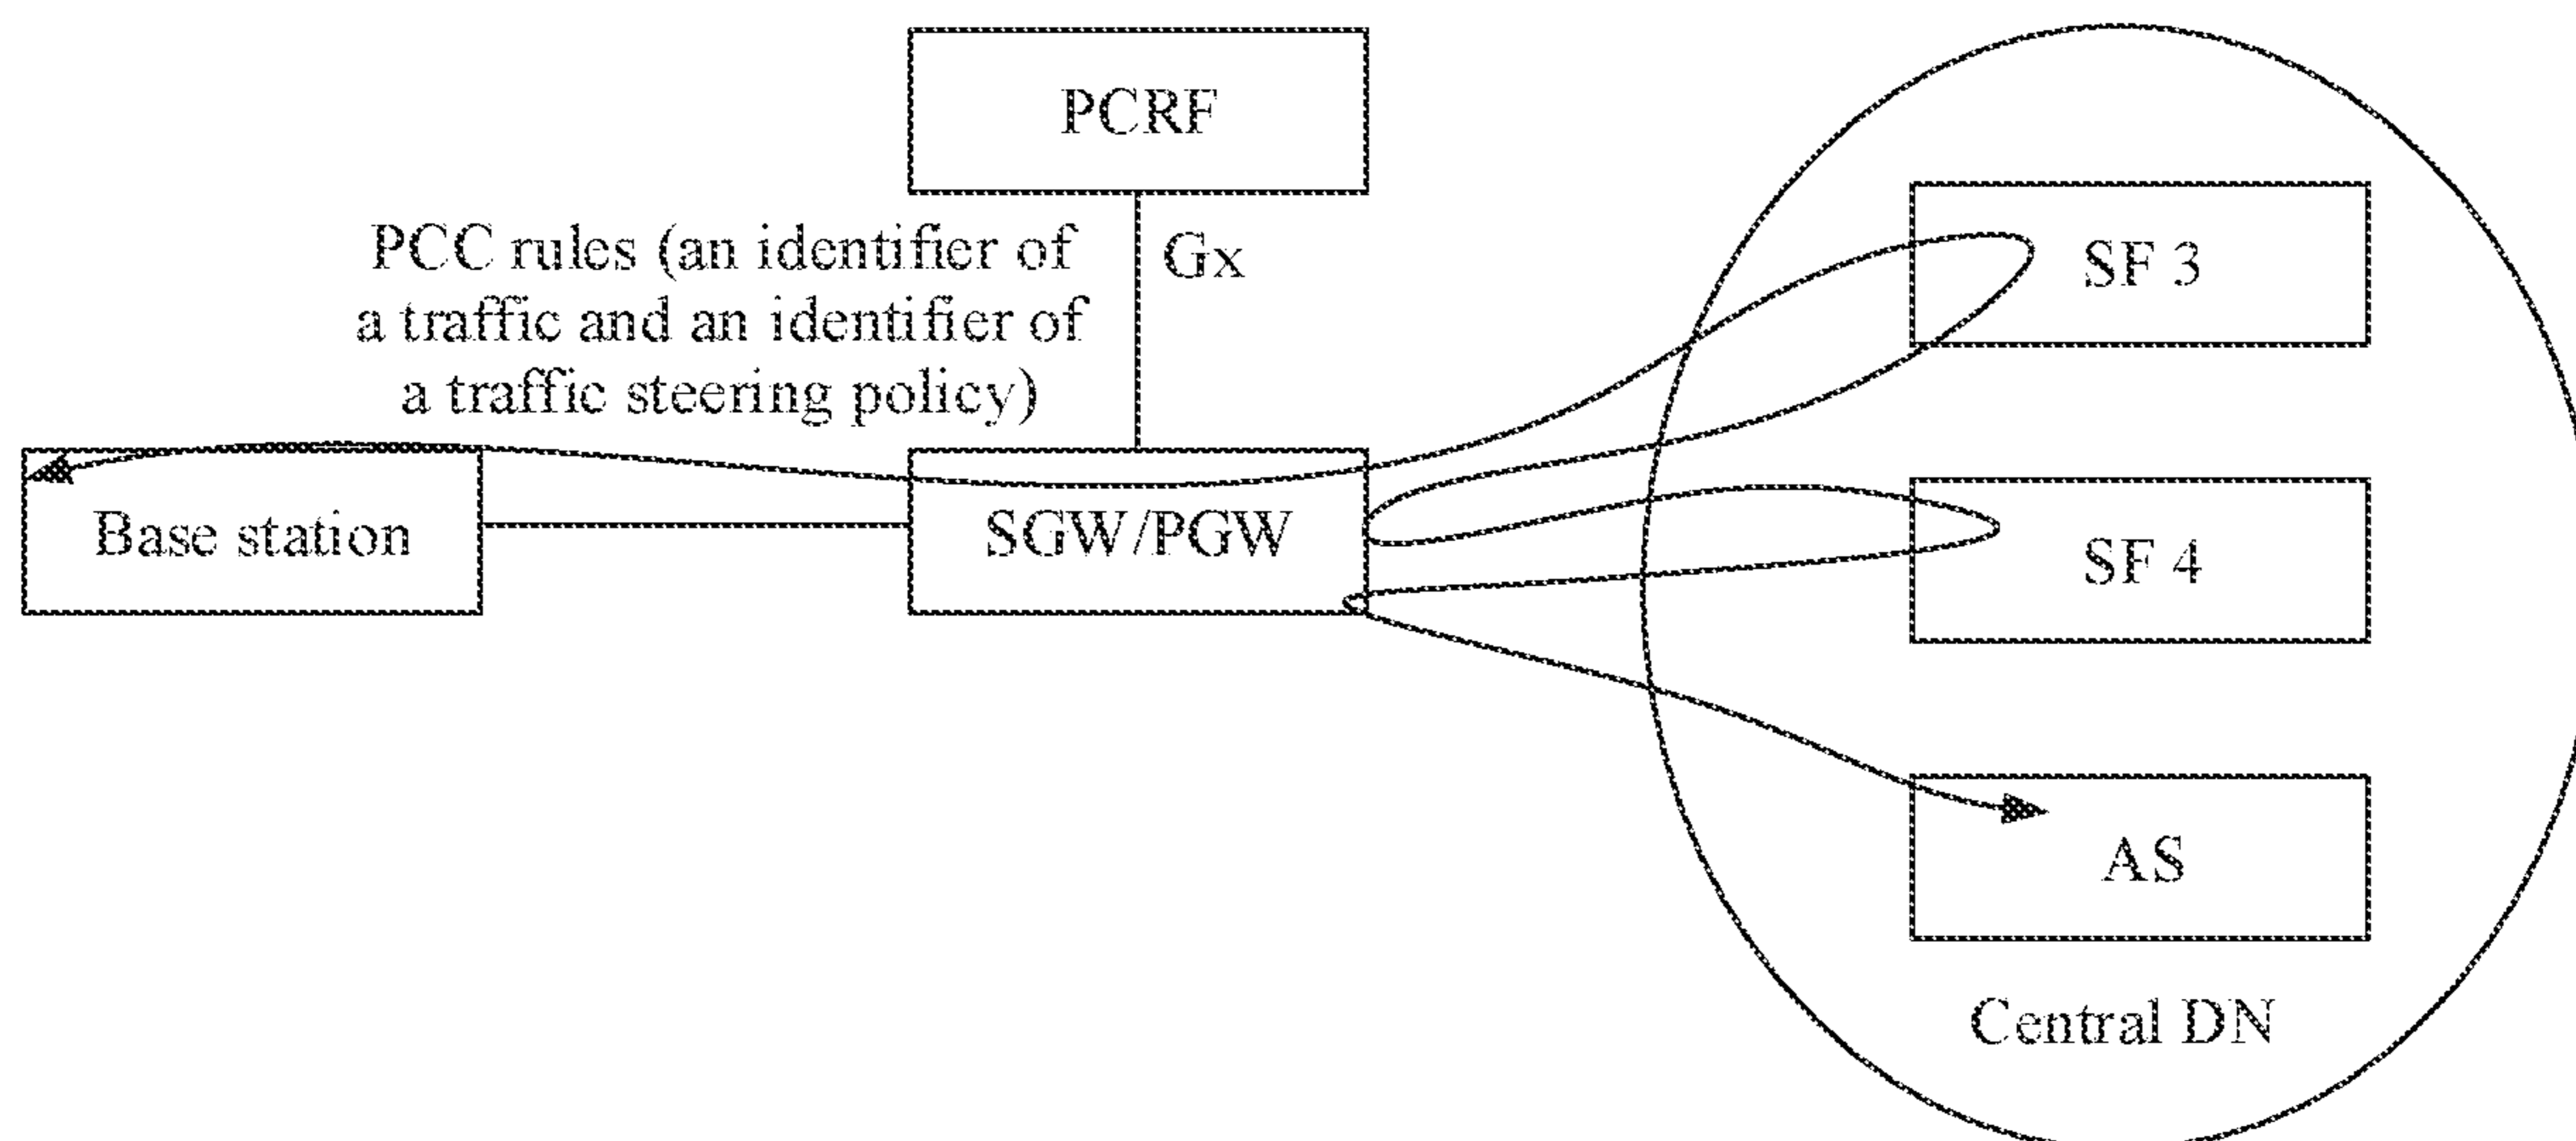 PCRF
PCC rules (an identifier of
a traffic and an identifier of
a traffic steering policy)
Gx
SF 3
Base station
SGW/PGW
SF 4
AS
Central DN